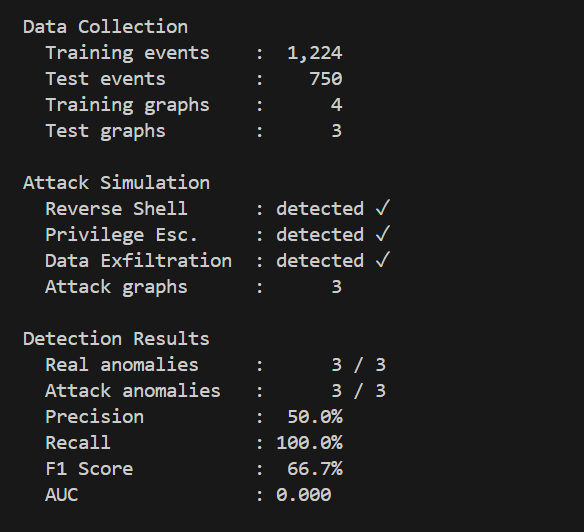 Data Collection
Training events : 1,224
Test events : 750
Training graphs : 4
Test graphs : 3
Attack Simulation
Reverse Shell : detected ✓
Privilege Esc. : detected ✓
Data Exfiltration : detected ✓
Attack graphs : 3
Detection Results
Real anomalies : 3 / 3
Attack anomalies : 3 / 3
Precision : 50.0%
Recall : 100.0%
F1 Score : 66.7%
AUC : 0.000